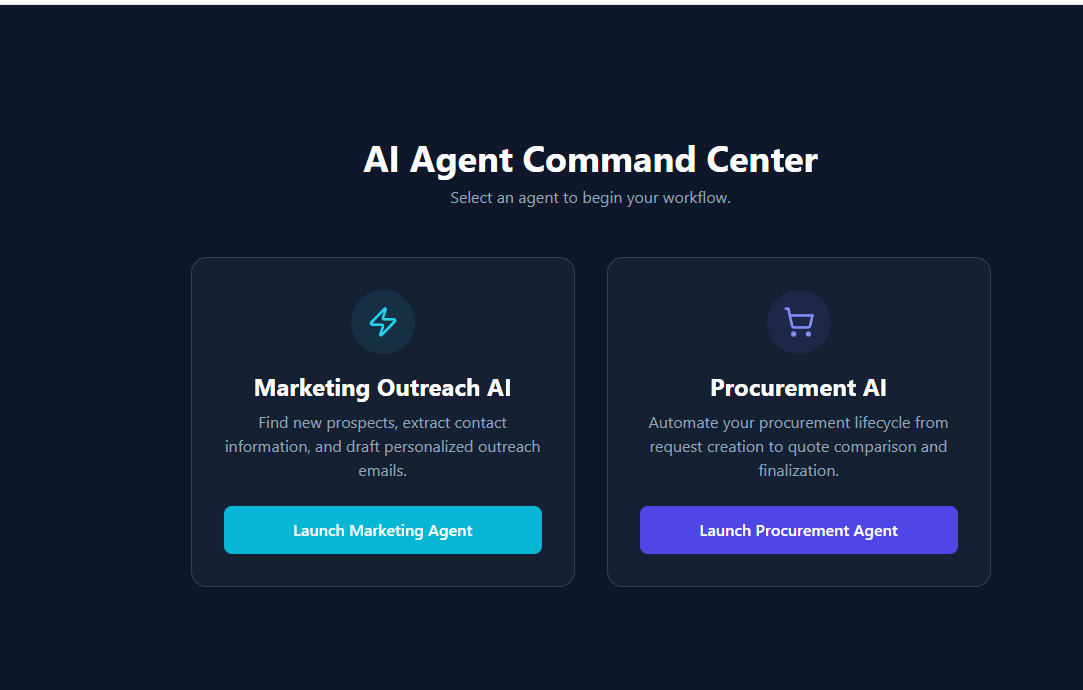 AI Agent Command Center
Select an agent to begin your workflow.
Marketing Outreach AI
Find new prospects, extract contact
information, and draft personalized outreach
emails.
Launch Marketing Agent
Procurement AI
Automate your procurement lifecycle from
request creation to quote comparison and
finalization.
Launch Procurement Agent